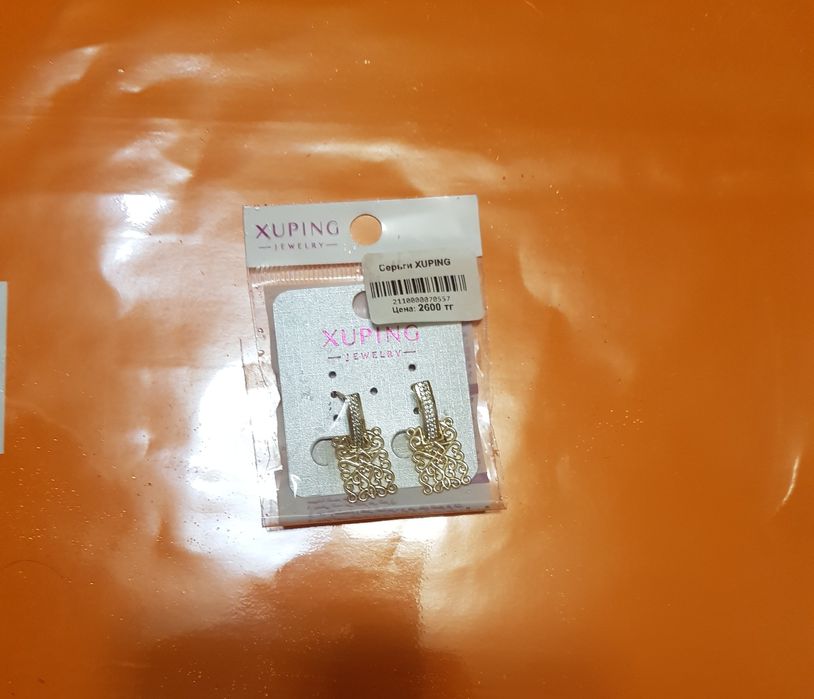 XUPING
JEWELRY
Серьги XUPING
2110000070557
Цена: 2600 тг
XUPING
JEWELRY